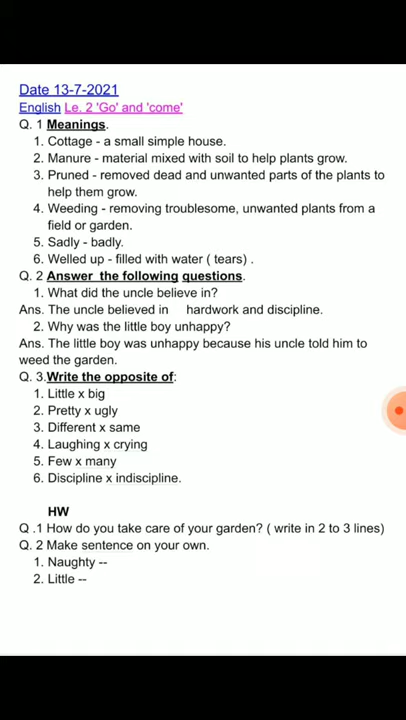 Date 13-7-2021
English Le. 2 'Go' and 'come'
Q. 1 Meanings.
1. Cottage - a small simple house.
2. Manure - material mixed with soil to help plants grow.
3. Pruned - removed dead and unwanted parts of the plants to
help them grow.
4. Weeding - removing troublesome, unwanted plants from a
field or garden.
5. Sadly - badly.
6. Welled up - filled with water ( tears) .
Q. 2 Answer the following questions.
1. What did the uncle believe in?
Ans. The uncle believed in hardwork and discipline.
2. Why was the little boy unhappy?
Ans. The little boy was unhappy because his uncle told him to
weed the garden.
Q. 3.Write the opposite of:
1. Little x big
2. Pretty x ugly
3. Different x same
4. Laughing x crying
5. Few x many
6. Discipline x indiscipline.
HW
Q .1 How do you take care of your garden? ( write in 2 to 3 lines)
Q. 2 Make sentence on your own.
1. Naughty --
2. Little --